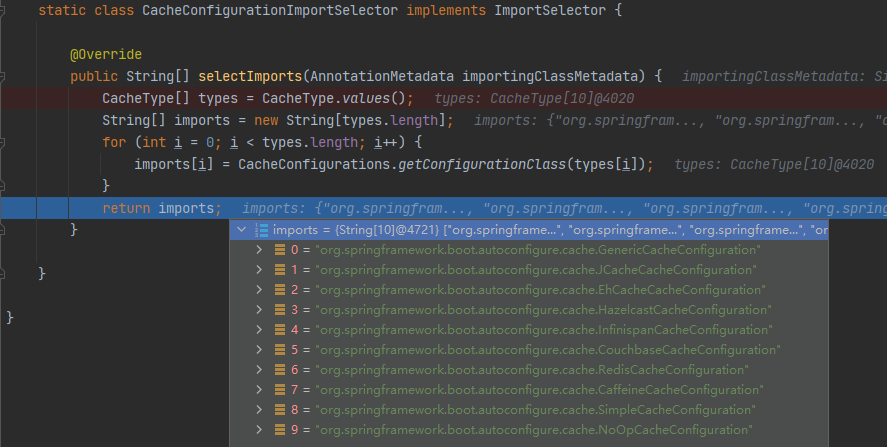 static class CacheConfigurationImportSelector implements ImportSelector {
@Override
public String[] selectImports(AnnotationMetadata importingClassMetadata) { importingClassMetadata: Si
CacheType[] types = CacheType.values(); types: CacheType[10]@4020
String[] imports = new String[types.length]; imports: {"org.springfram..., "org.springfram..., "o
for (int i = 0; i < types.length; i++) {
imports[i] = CacheConfigurations.getConfigurationClass(types[i]); types: CacheType[10]@4020
}
return imports; imports: {"org.springfram..., "org.springfram..., "org.springfram..., "org.spring
} imports = {String[10]@4721} ["org.springframe...", "org.springframe...", "org.springframe...", "or
0 = "org.springframework.boot.autoconfigure.cache.GenericCacheConfiguration"
} 1 = "org.springframework.boot.autoconfigure.cache.JCacheCacheConfiguration"
2 = "org.springframework.boot.autoconfigure.cache.EhCacheCacheConfiguration"
} 3 = "org.springframework.boot.autoconfigure.cache.HazelcastCacheConfiguration"
4 = "org.springframework.boot.autoconfigure.cache.InfinispanCacheConfiguration"
5 = "org.springframework.boot.autoconfigure.cache.CouchbaseCacheConfiguration"
6 = "org.springframework.boot.autoconfigure.cache.RedisCacheConfiguration"
7 = "org.springframework.boot.autoconfigure.cache.CaffeineCacheConfiguration"
8 = "org.springframework.boot.autoconfigure.cache.SimpleCacheConfiguration"
9 = "org.springframework.boot.autoconfigure.cache.NoOpCacheConfiguration"